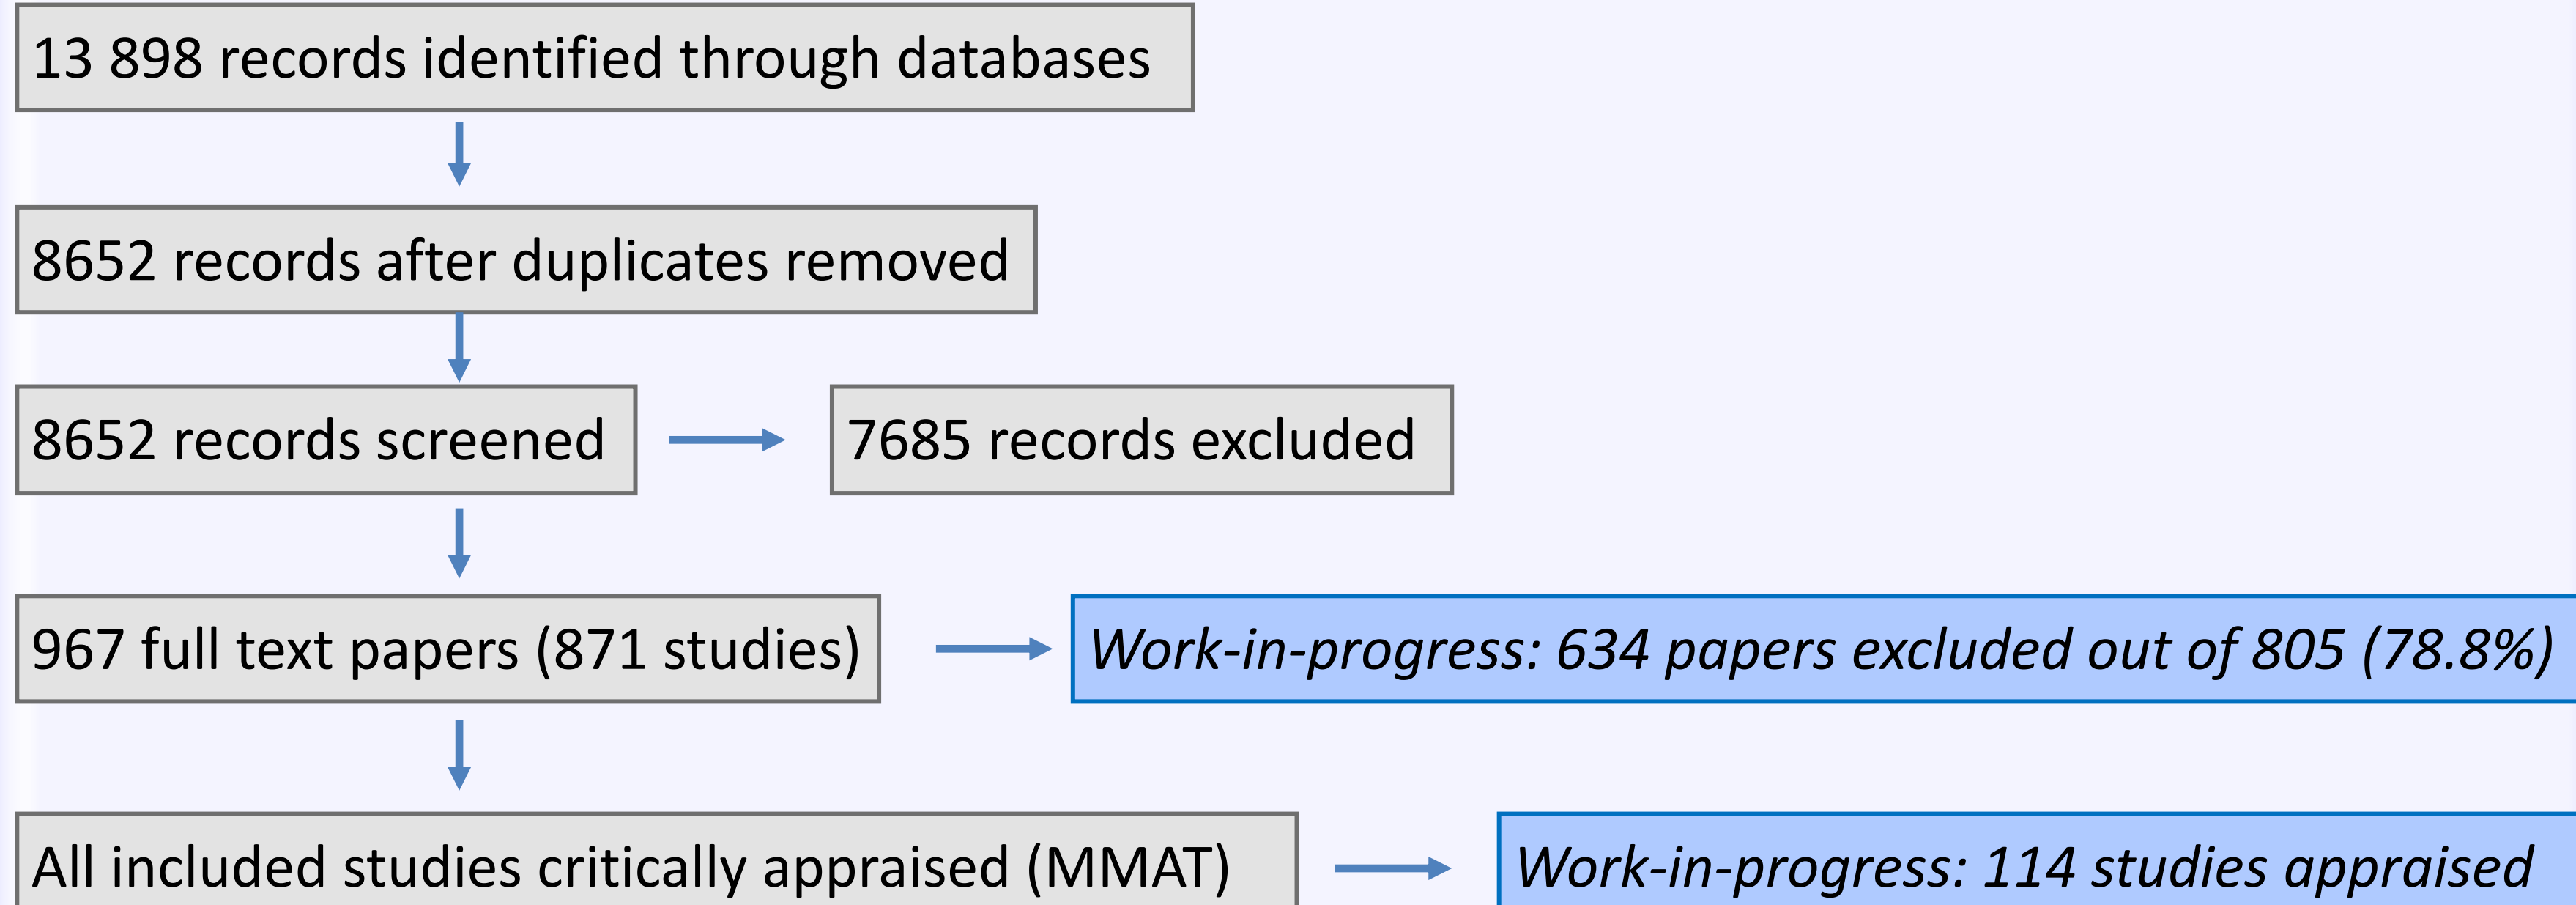 13 898 records identified through databases
8652 records after duplicates removed
8652 records screened
7685 records excluded
967 full text papers (871 studies)
Work-in-progress: 634 papers excluded out of 805 (78.8%)
All included studies critically appraised (MMAT)
Work-in-progress: 114 studies appraised